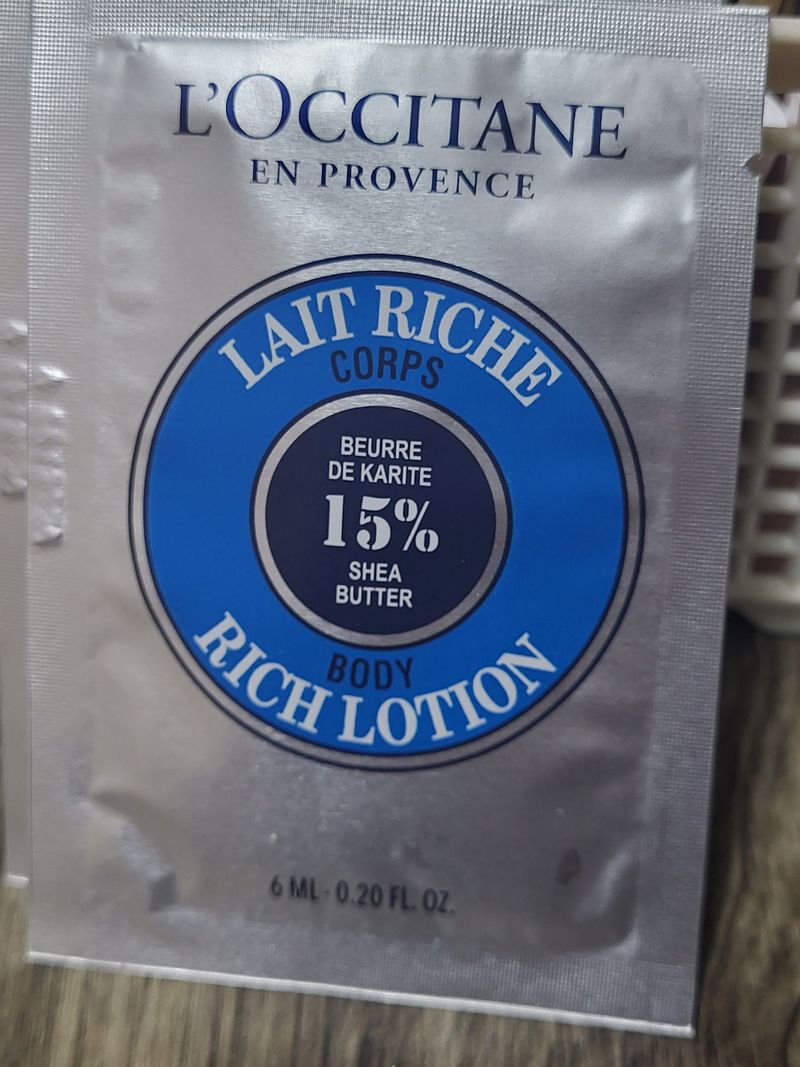 L'OCCITANE
EN PROVENCE
LAIT RICHE
CORPS
BEURRE
DE KARITE
15%
SHEA
BUTTER
BODY
RICH LOTION
6 ML - 0.20 FL. OZ.